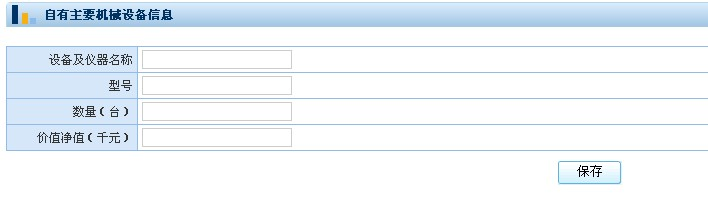 自有主要机械设备信息
设备及仪器名称
型号
数量（台）
价值净值（千元）
保存